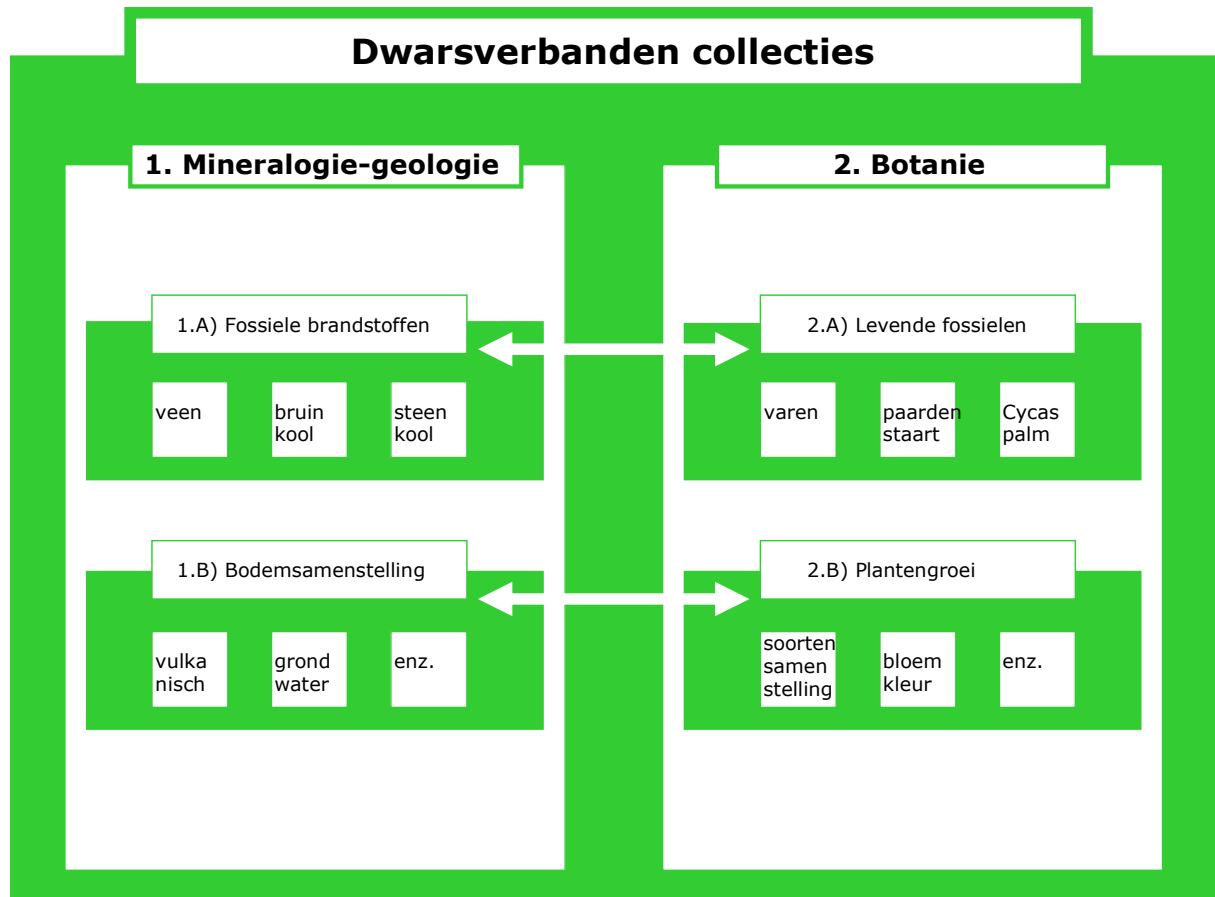 Dwarsverbanden collecties
1. Mineralogie-geologie
1.A) Fossiele brandstoffen
veen
bruin
kool
steen
kool
1.B) Bodemsamenstelling
vulka
nisch
grond
water
enz.
2. Botanie
2.A) Levende fossielen
varen
paarden
staart
Cycas
palm
2.B) Plantengroei
soorten
samen
stelling
bloem
kleur
enz.